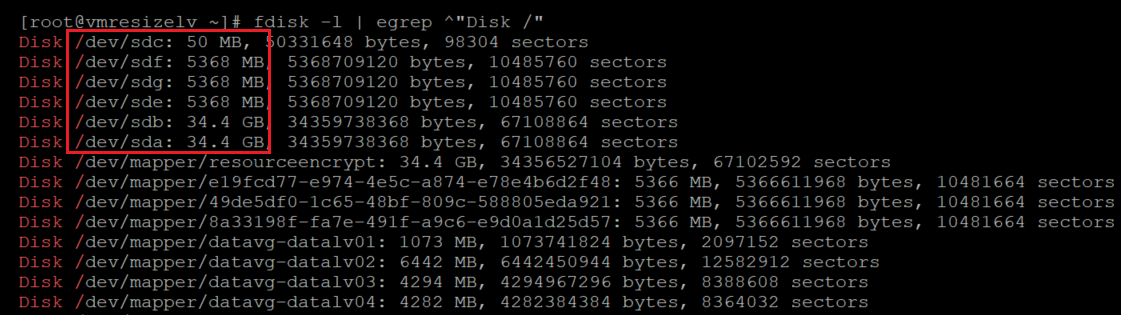 [root@vmresizelv ~]# fdisk -l | egrep ^"Disk /"
Disk /dev/sdc: 50 MB, 50331648 bytes, 98304 sectors
Disk /dev/sdf: 5368 MB, 5368709120 bytes, 10485760 sectors
Disk /dev/sdg: 5368 MB, 5368709120 bytes, 10485760 sectors
Disk /dev/sde: 5368 MB, 5368709120 bytes, 10485760 sectors
Disk /dev/sdb: 34.4 GB, 34359738368 bytes, 67108864 sectors
Disk /dev/sda: 34.4 GB, 34359738368 bytes, 67108864 sectors
Disk /dev/mapper/resourceencrypt: 34.4 GB, 34356527104 bytes, 67102592 sectors
Disk /dev/mapper/e19fcd77-e974-4e5c-a874-e78e4b6d2f48: 5366 MB, 5366611968 bytes, 10481664 sectors
Disk /dev/mapper/49de5df0-1c65-48bf-809c-588805eda921: 5366 MB, 5366611968 bytes, 10481664 sectors
Disk /dev/mapper/8a33198f-fa7e-491f-a9c6-e9d0a1d25d57: 5366 MB, 5366611968 bytes, 10481664 sectors
Disk /dev/mapper/datavg-datalv01: 1073 MB, 1073741824 bytes, 2097152 sectors
Disk /dev/mapper/datavg-datalv02: 6442 MB, 6442450944 bytes, 12582912 sectors
Disk /dev/mapper/datavg-datalv03: 4294 MB, 4294967296 bytes, 8388608 sectors
Disk /dev/mapper/datavg-datalv04: 4282 MB, 4282384384 bytes, 8364032 sectors